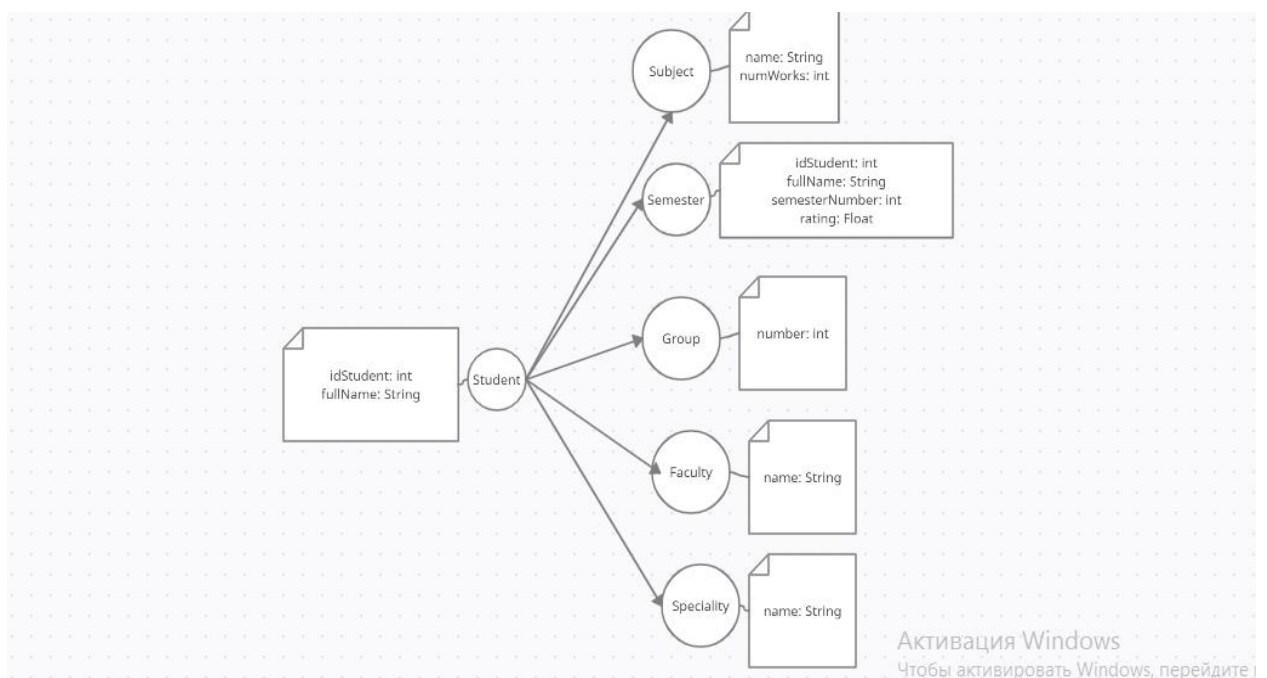 Subject
name: String
numWorks: int
Semester
idStudent: int
fullName: String
semesterNumber: int
rating: Float
Group
number: int
idStudent: int
fullName: String
Student
Faculty
name: String
Speciality
name: String
Активация Windows
Чтобы активировать Windows, перейдите